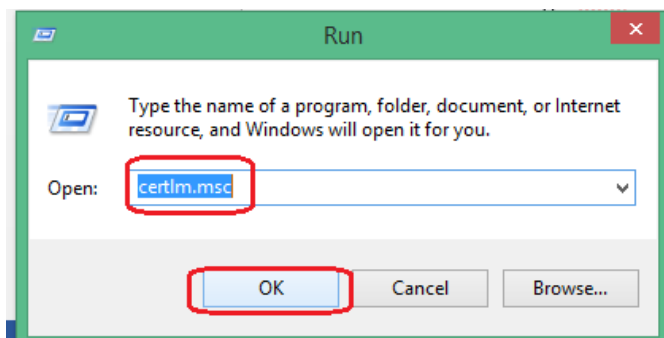 Run
Type the name of a program, folder, document, or Internet
resource, and Windows will open it for you.
Open: certlm.msc
OK Cancel Browse...